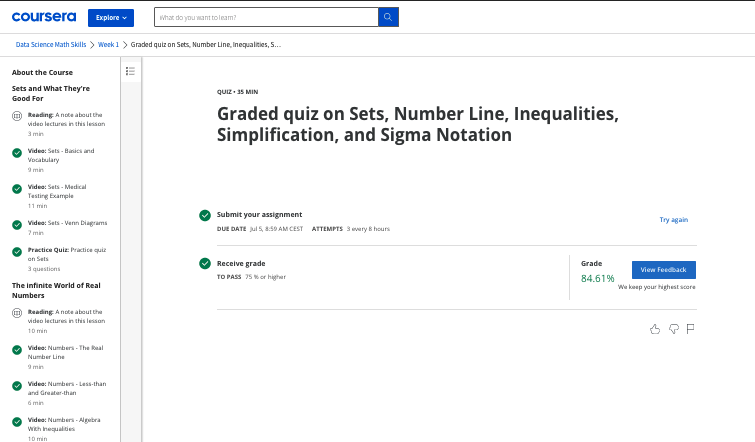 coursera
Explore
What do you want to learn?
Data Science Math Skills
Week 1
Graded quiz on Sets, Number Line, Inequalities, S...
About the Course
Sets and What They're
Good For
Reading: A note about the
video lectures in this lesson
3 min
Video: Sets - Basics and
Vocabulary
9 min
Video: Sets - Medical
Testing Example
11 min
Video: Sets - Venn Diagrams
7 min
Practice Quiz: Practice quiz
on Sets
3 questions
The infinite World of Real
Numbers
Reading: A note about the
video lectures in this lesson
10 min
Video: Numbers - The Real
Number Line
9 min
Video: Numbers - Less-than
and Greater-than
6 min
Video: Numbers - Algebra
With Inequalities
10 min
QUIZ • 35 MIN
Graded quiz on Sets, Number Line, Inequalities,
Simplification, and Sigma Notation
Submit your assignment
DUE DATE Jul 5, 8:59 AM CEST ATTEMPTS 3 every 8 hours
Try again
Receive grade
TO PASS 75 % or higher
Grade
84.61%
View Feedback
We keep your highest score